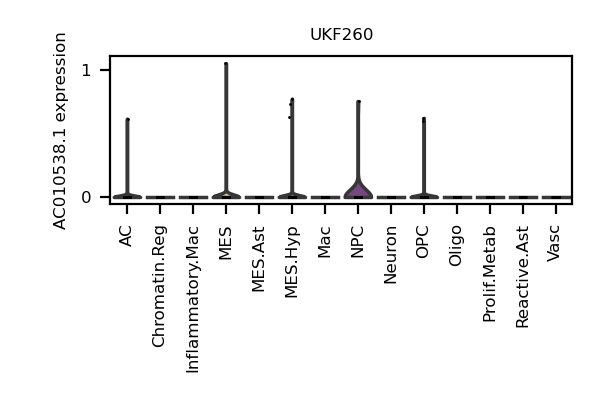 UKF260
AC010538.1 expression
1
0
AC
Chromatin.Reg
Inflammatory.Mac
MES
MES.Ast
MES.Hyp
Mac
NPC
Neuron
OPC
Oligo
Prolif.Metab
Reactive.Ast
Vasc